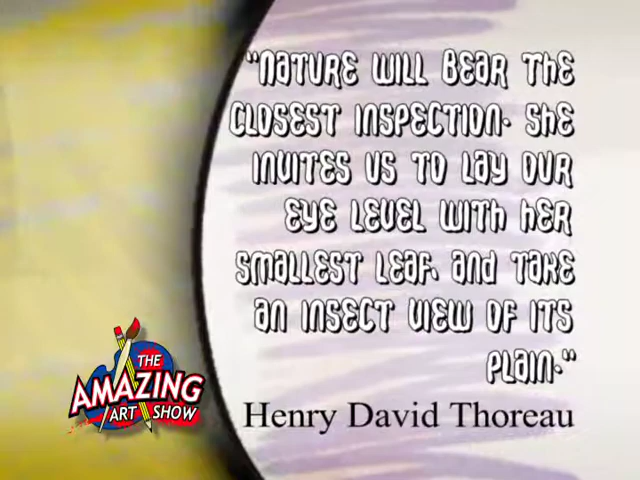 "Nature will bear the
closest inspection. She
invites us to lay our
eye level with her
smallest leaf, and take
an insect view of its
plain."
Henry David Thoreau
THE
AMAZING
ART SHOW